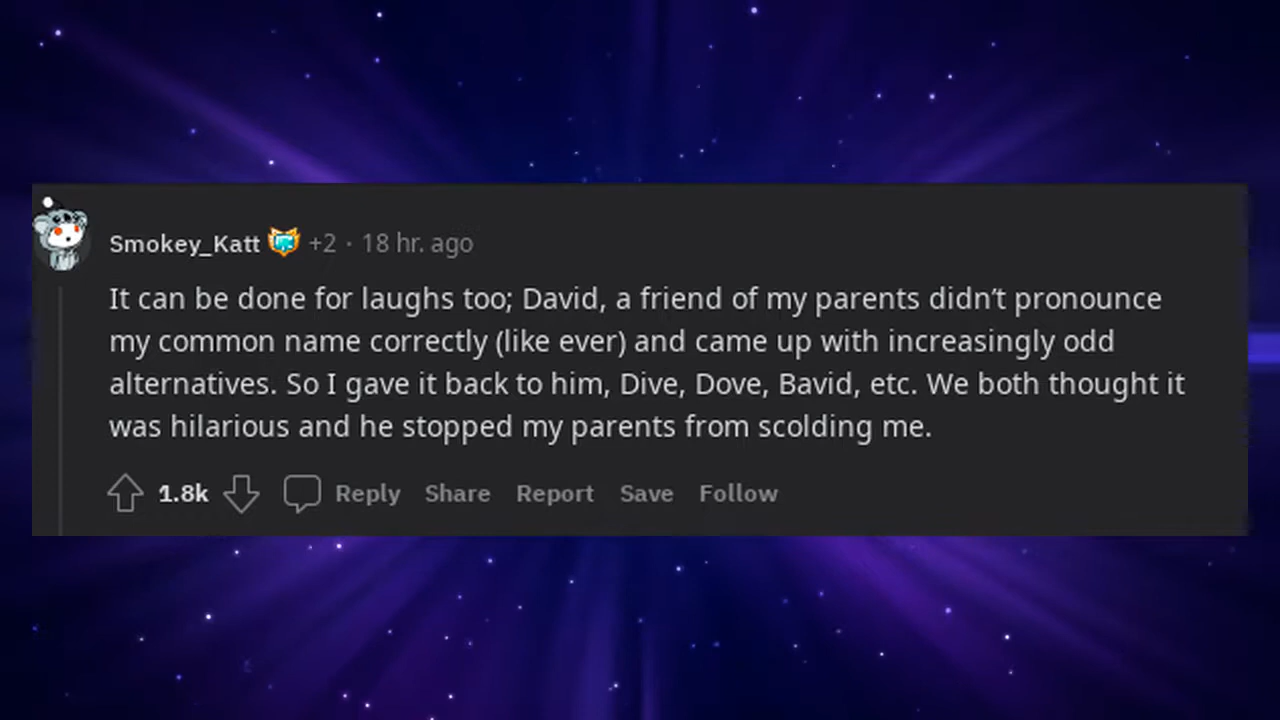 Smokey_Katt +2 · 18 hr. ago
It can be done for laughs too; David, a friend of my parents didn’t pronounce
my common name correctly (like ever) and came up with increasingly odd
alternatives. So I gave it back to him, Dive, Dove, Bavid, etc. We both thought it
was hilarious and he stopped my parents from scolding me.
1.8k Reply Share Report Save Follow